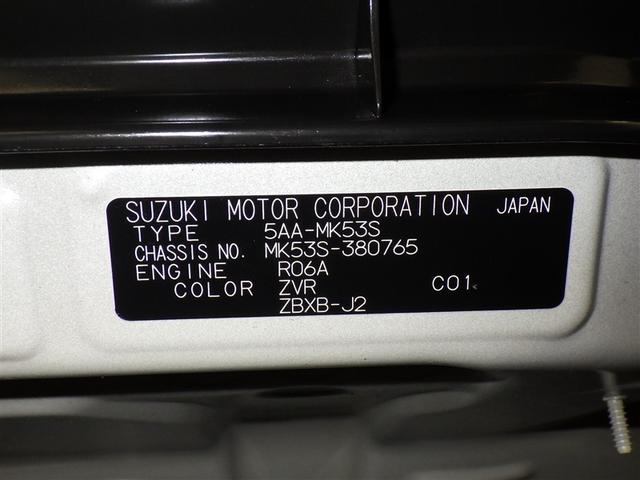 SUZUKI MOTOR CORPORATION JAPAN
TYPE 5AA-MK53S
CHASSIS NO. MK53S-380765
ENGINE R06A
COLOR ZVR C01
ZBXB-J2